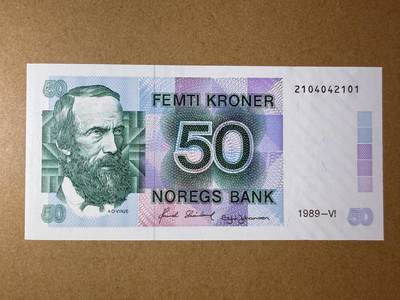 50
FEMTI KRONER
2104042101
50
NOREGS BANK
50
A O VINJE
1989-VI
50